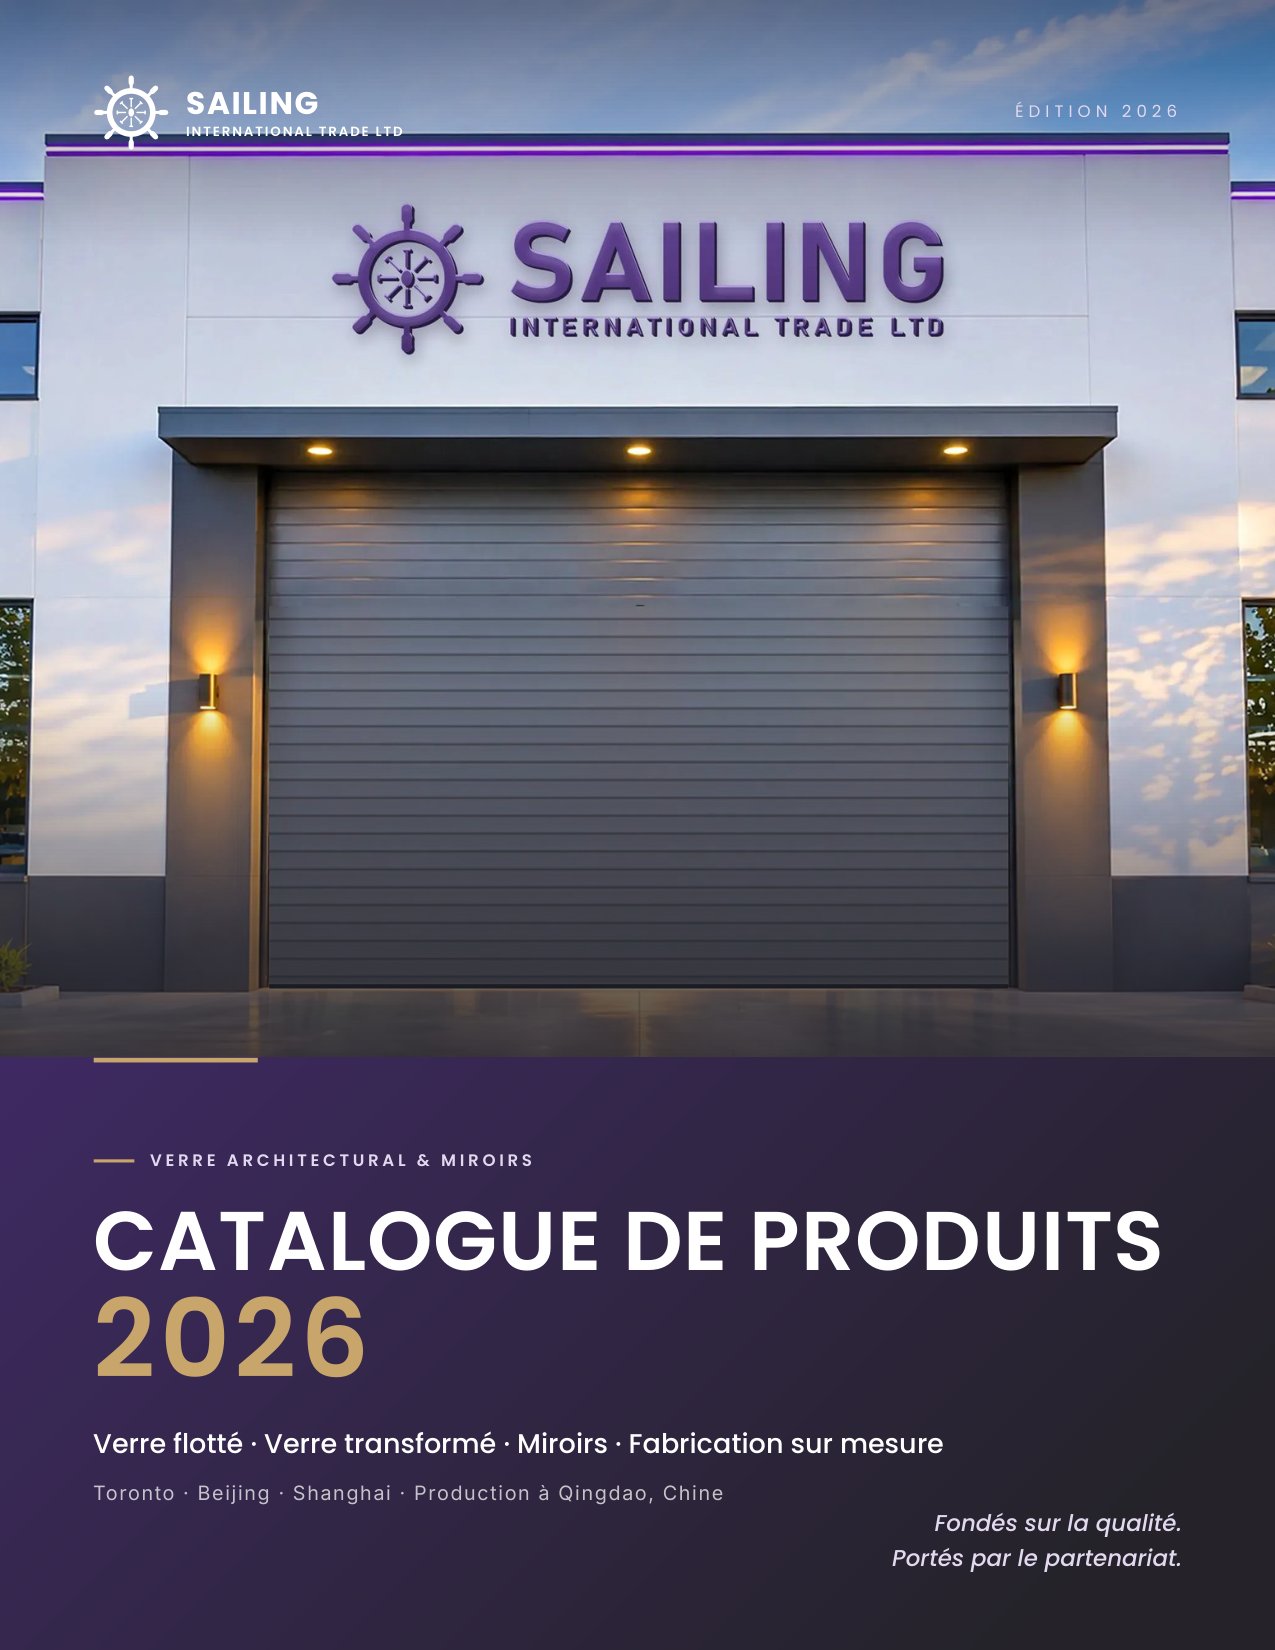 SAILING
INTERNATIONAL TRADE LTD
ÉDITION 2026
SAILING
INTERNATIONAL TRADE LTD
VERRE ARCHITECTURAL & MIROIRS
CATALOGUE DE PRODUITS
2026
Verre flotté · Verre transformé · Miroirs · Fabrication sur mesure
Toronto · Beijing · Shanghai · Production à Qingdao, Chine
Fondés sur la qualité.
Portés par le partenariat.